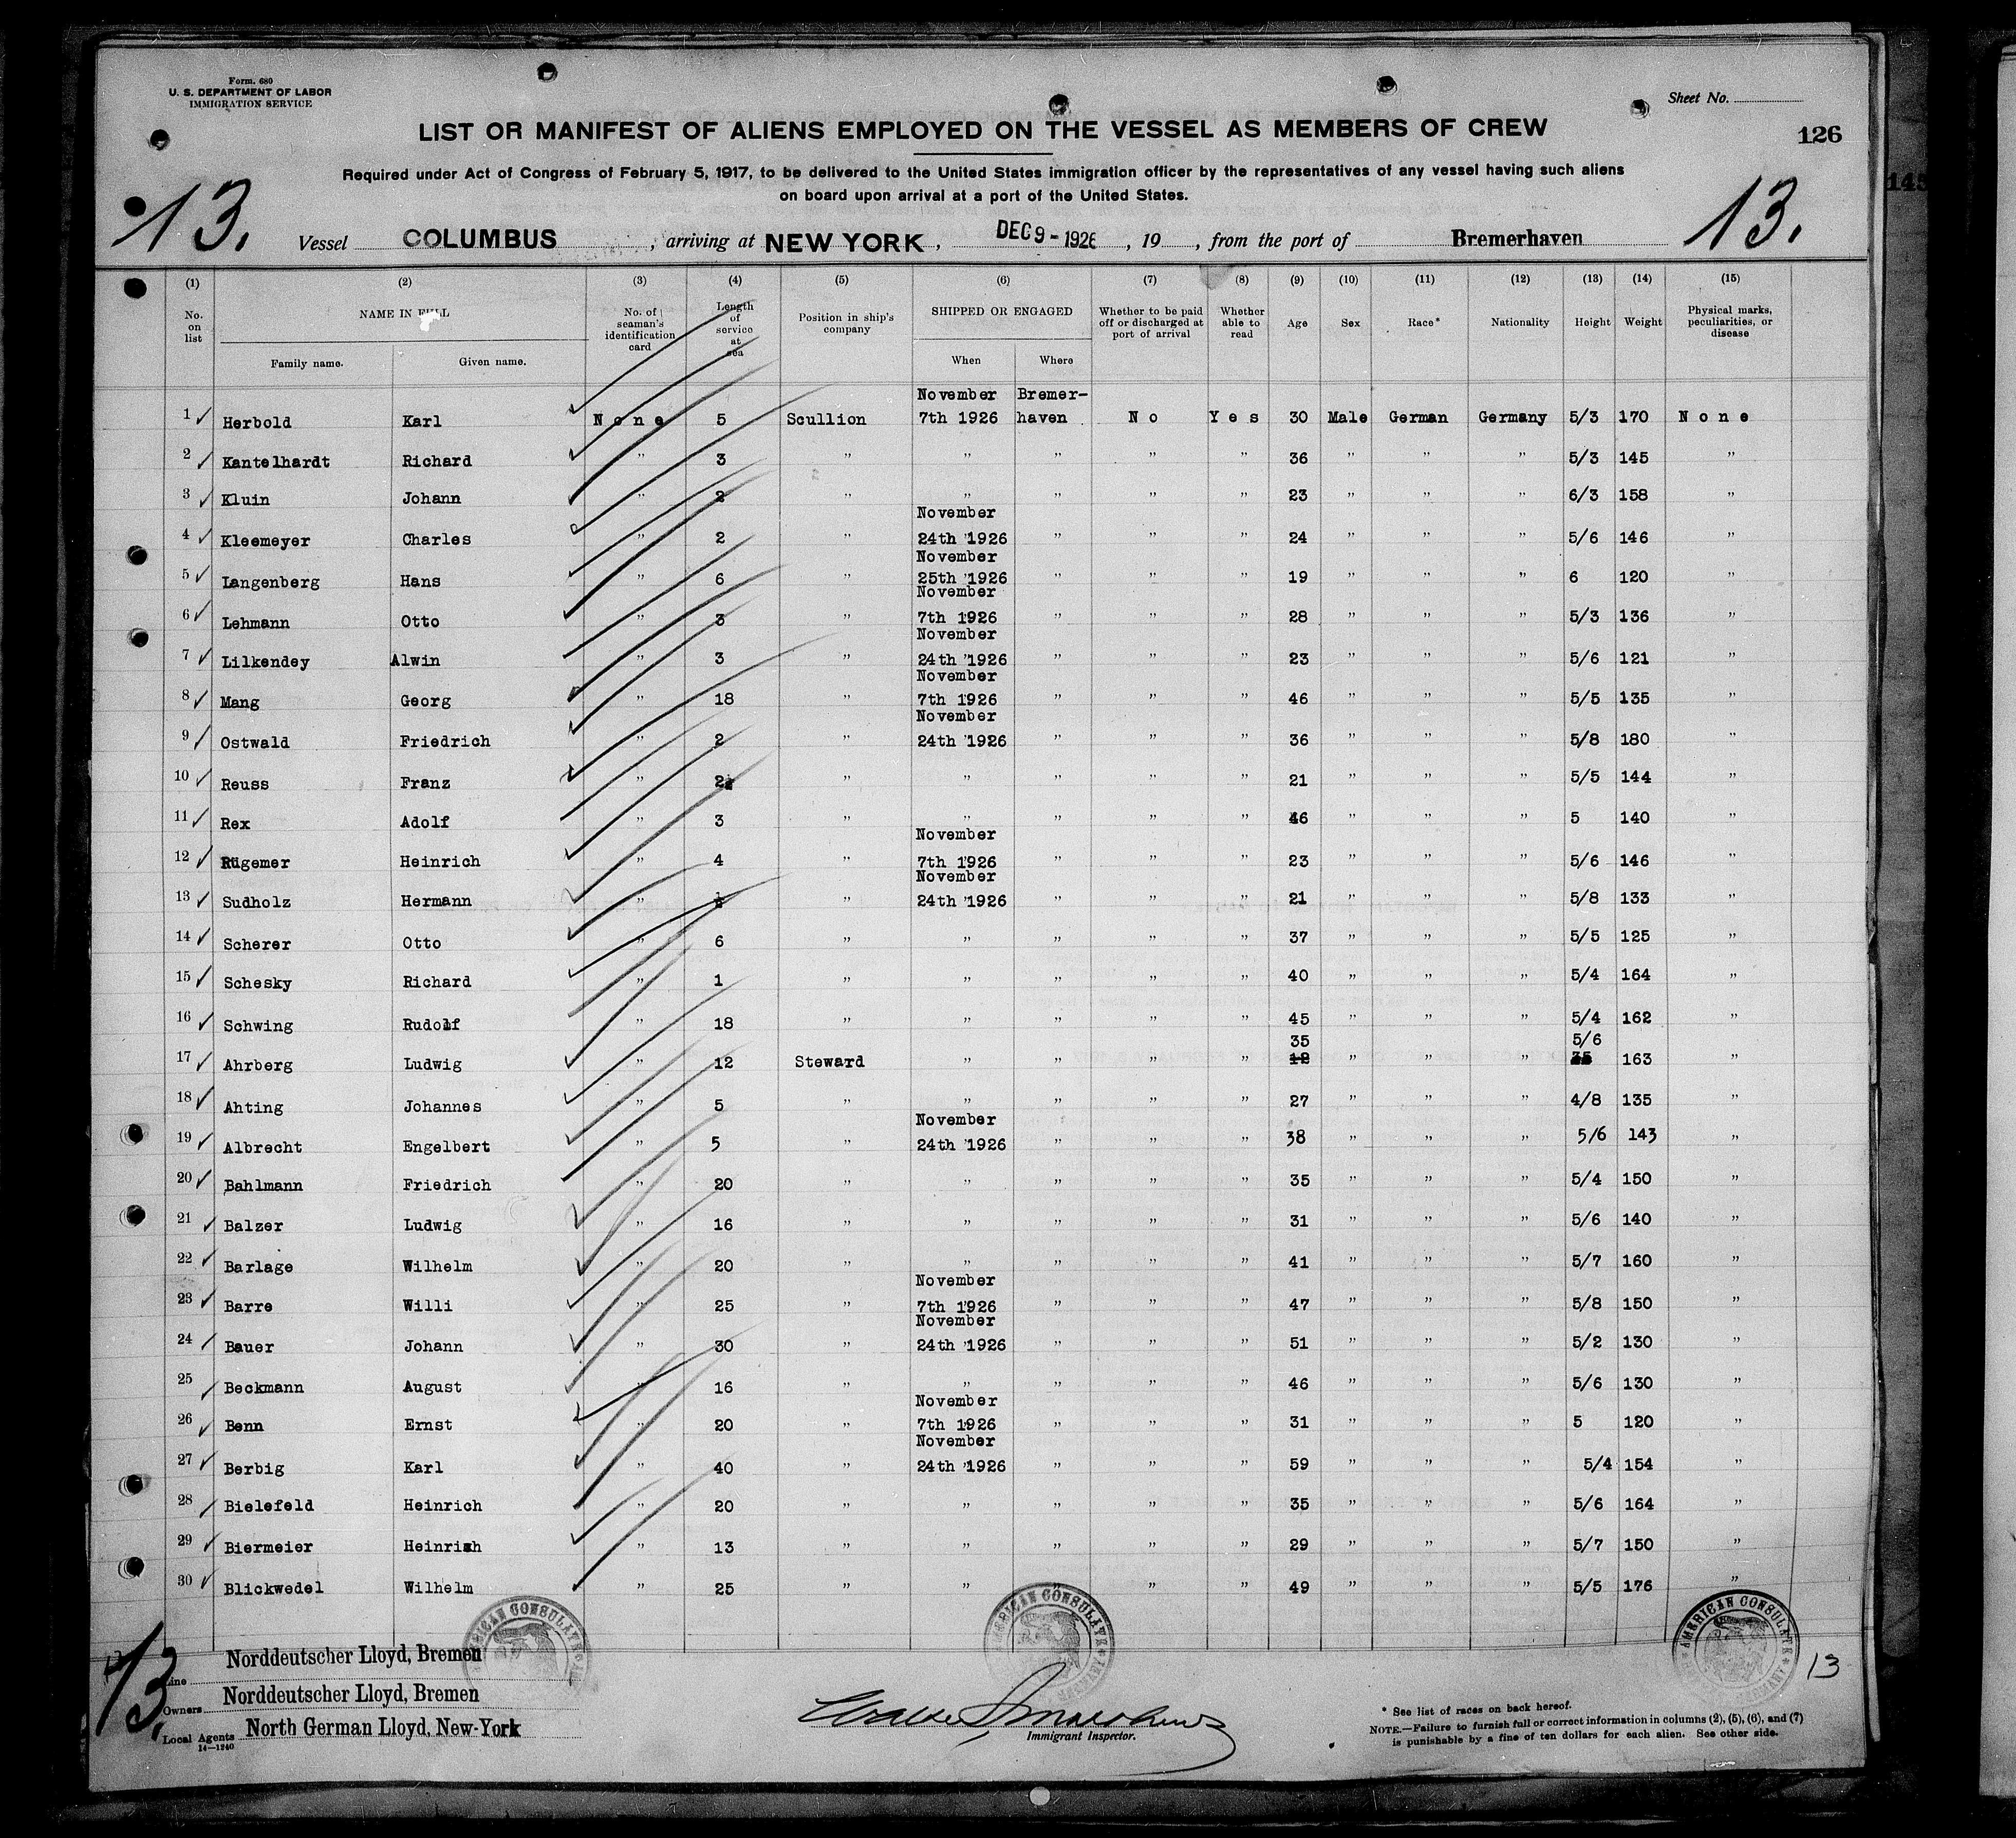 Form. 680
U. S. DEPARTMENT OF LABOR
IMMIGRATION SERVICE
Sheet No.
LIST OR MANIFEST OF ALIENS EMPLOYED ON THE VESSEL AS MEMBERS OF CREW
126
Required under Act of Congress of February 5, 1917, to be delivered to the United States immigration officer by the representatives of any vessel having such aliens
on board upon arrival at a port of the United States.
13. 13.
Vessel COLUMBUS, arriving at NEW YORK, DEC 9 - 1926, 19, from the port of Bremerhaven
(1) (2) (3) (4) (5) (6) (7) (8) (9) (10) (11) (12) (13) (14) (15)
No. on list NAME IN FULL No. of seaman's identification card Length of service at sea Position in ship's company SHIPPED OR ENGAGED Whether to be paid off or discharged at port of arrival Whether able to read Age Sex Race* Nationality Height Weight Physical marks, peculiarities, or disease
Family name. Given name. When Where
November Bremer-
1 Herbold Karl None 5 Scullion 7th 1926 haven No Yes 30 Male German Germany 5/3 170 None
2 Kantelhardt Richard " 3 " " " " " 36 " " " 5/3 145 "
3 Kluin Johann " 2 " " " " " 23 " " " 6/3 158 "
November
4 Kleemeyer Charles " 2 " 24th 1926 " " " 24 " " " 5/6 146 "
November
5 Langenberg Hans " 6 " 25th 1926 " " " 19 " " " 6 120 "
November
6 Lehmann Otto " 3 " 7th 1926 " " " 28 " " " 5/3 136 "
November
7 Lilkendey Alwin " 3 " 24th 1926 " " " 23 " " " 5/6 121 "
November
8 Mang Georg " 18 " 7th 1926 " " " 46 " " " 5/5 135 "
November
9 Ostwald Friedrich " 2 " 24th 1926 " " " 36 " " " 5/8 180 "
10 Reuss Franz " 2 " " " " " 21 " " " 5/5 144 "
11 Rex Adolf " 3 " " " " " 46 " " " 5 140 "
November
12 Rügemer Heinrich " 4 " 7th 1926 " " " 23 " " " 5/6 146 "
November
13 Sudholz Hermann " " 24th 1926 " " " 21 " " " 5/8 133 "
14 Scherer Otto " 6 " " " " " 37 " " " 5/5 125 "
15 Schesky Richard " 1 " " " " " 40 " " " 5/4 164 "
16 Schwing Rudolf " 18 " " " " " 45 " " " 5/4 162 "
35 5/6
17 Ahrberg Ludwig " 12 Steward " " " " 12 " " " 35 163 "
18 Ahting Johannes " 5 " " " " " 27 " " " 4/8 135 "
November
19 Albrecht Engelbert " 5 " 24th 1926 " " " 38 " " " 5/6 143 "
20 Bahlmann Friedrich " 20 " " " " " 35 " " " 5/4 150 "
21 Balzer Ludwig " 16 " " " " " 31 " " " 5/6 140 "
22 Barlage Wilhelm " 20 " " " " " 41 " " " 5/7 160 "
November
23 Barre Willi " 25 " 7th 1926 " " " 47 " " " 5/8 150 "
November
24 Bauer Johann " 30 " 24th 1926 " " " 51 " " " 5/2 130 "
25 Beckmann August " 16 " " " " " 46 " " " 5/6 130 "
November
26 Benn Ernst " 20 " 7th 1926 " " " 31 " " " 5 120 "
November
27 Berbig Karl " 40 " 24th 1926 " " " 59 " " " 5/4 154 "
28 Bielefeld Heinrich " 20 " " " " " 35 " " " 5/6 164 "
29 Biermeier Heinrich " 13 " " " " " 29 " " " 5/7 150 "
30 Blickwedel Wilhelm " 25 " " " " " 49 " " " 5/5 176 "
AMERICAN CONSULATE AMERICAN CONSULATE AMERICAN CONSULATE
13.
Line Norddeutscher Lloyd, Bremen
Owners Norddeutscher Lloyd, Bremen
Local Agents North German Lloyd, New-York
14—1240
Immigrant Inspector.
13
* See list of races on back hereof.
NOTE.—Failure to furnish full or correct information in columns (2), (5), (6), and (7)
is punishable by a fine of ten dollars for each alien. See other side.
145